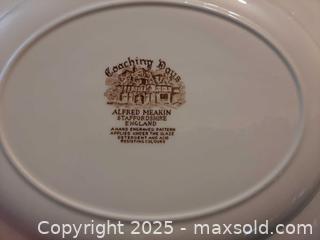 Coaching Days
ALFRED MEAKIN
STAFFORDSHIRE
ENGLAND
A HAND ENGRAVED PATTERN
APPLIED UNDER THE GLAZE
DETERGENT AND ACID
RESISTING COLOURS
Copyright © 2025 - maxsold.com